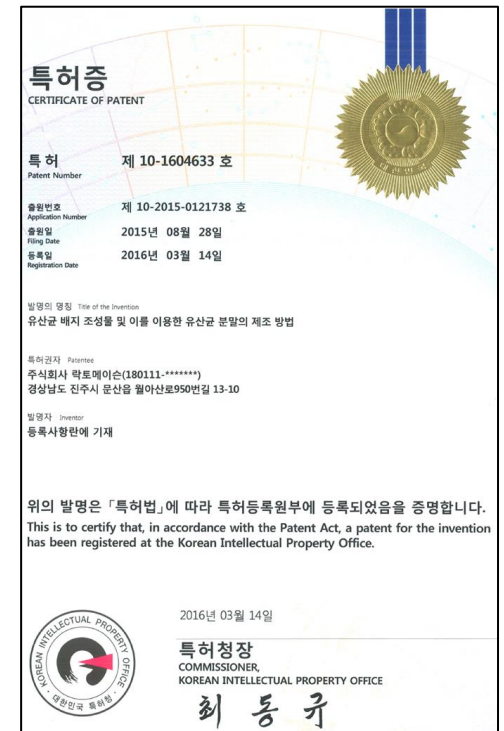 특허증
CERTIFICATE OF PATENT
특 허 제 10-1604633 호
Patent Number
출원번호 제 10-2015-0121738 호
Application Number
출원일 2015년 08월 28일
Filing Date
등록일 2016년 03월 14일
Registration Date
발명의 명칭 Title of the Invention
유산균 배지 조성물 및 이를 이용한 유산균 분말의 제조 방법
특허권자 Patentee
주식회사 락토메이슨(180111-*******)
경상남도 진주시 문산읍 월아산로950번길 13-10
발명자 Inventor
등록사항란에 기재
위의 발명은 「특허법」에 따라 특허등록원부에 등록되었음을 증명합니다.
This is to certify that, in accordance with the Patent Act, a patent for the invention
has been registered at the Korean Intellectual Property Office.
2016년 03월 14일
특허청장
COMMISSIONER,
KOREAN INTELLECTUAL PROPERTY OFFICE
최동규
KOREAN INTELLECTUAL PROPERTY OFFICE
대한민국 특허청
대한민국